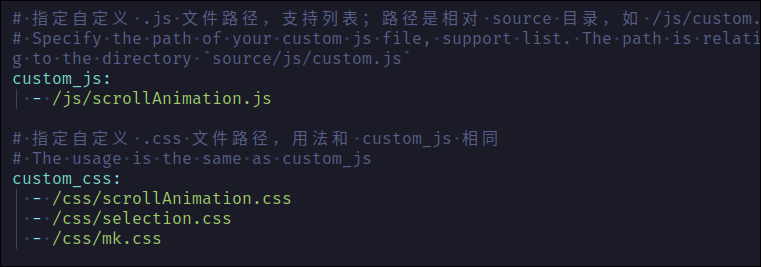 # 指定自定义 .js 文件路径，支持列表；路径是相对 source 目录，如 /js/custom.
# Specify the path of your custom js file, support list. The path is relati
g to the directory `source/js/custom.js`
custom_js:
- /js/scrollAnimation.js
# 指定自定义 .css 文件路径，用法和 custom_js 相同
# The usage is the same as custom_js
custom_css:
- /css/scrollAnimation.css
- /css/selection.css
- /css/mk.css